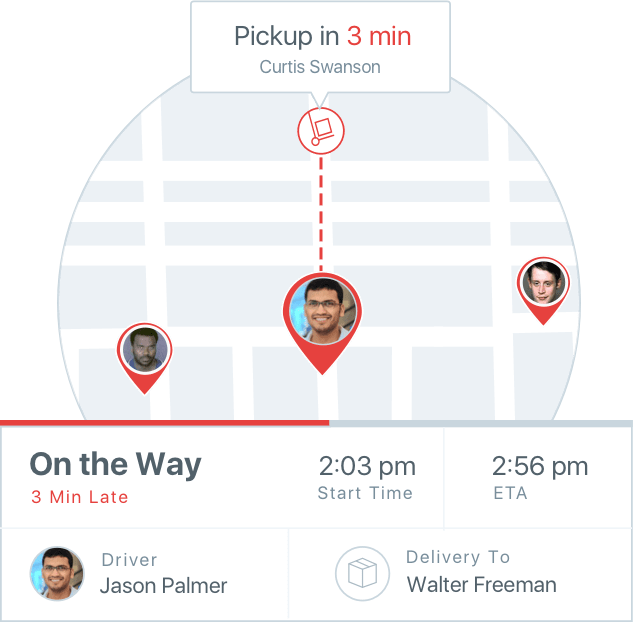 Pickup in 3 min
Curtis Swanson
On the Way
3 Min Late
2:03 pm
Start Time
2:56 pm
ETA
Driver
Jason Palmer
Delivery To
Walter Freeman